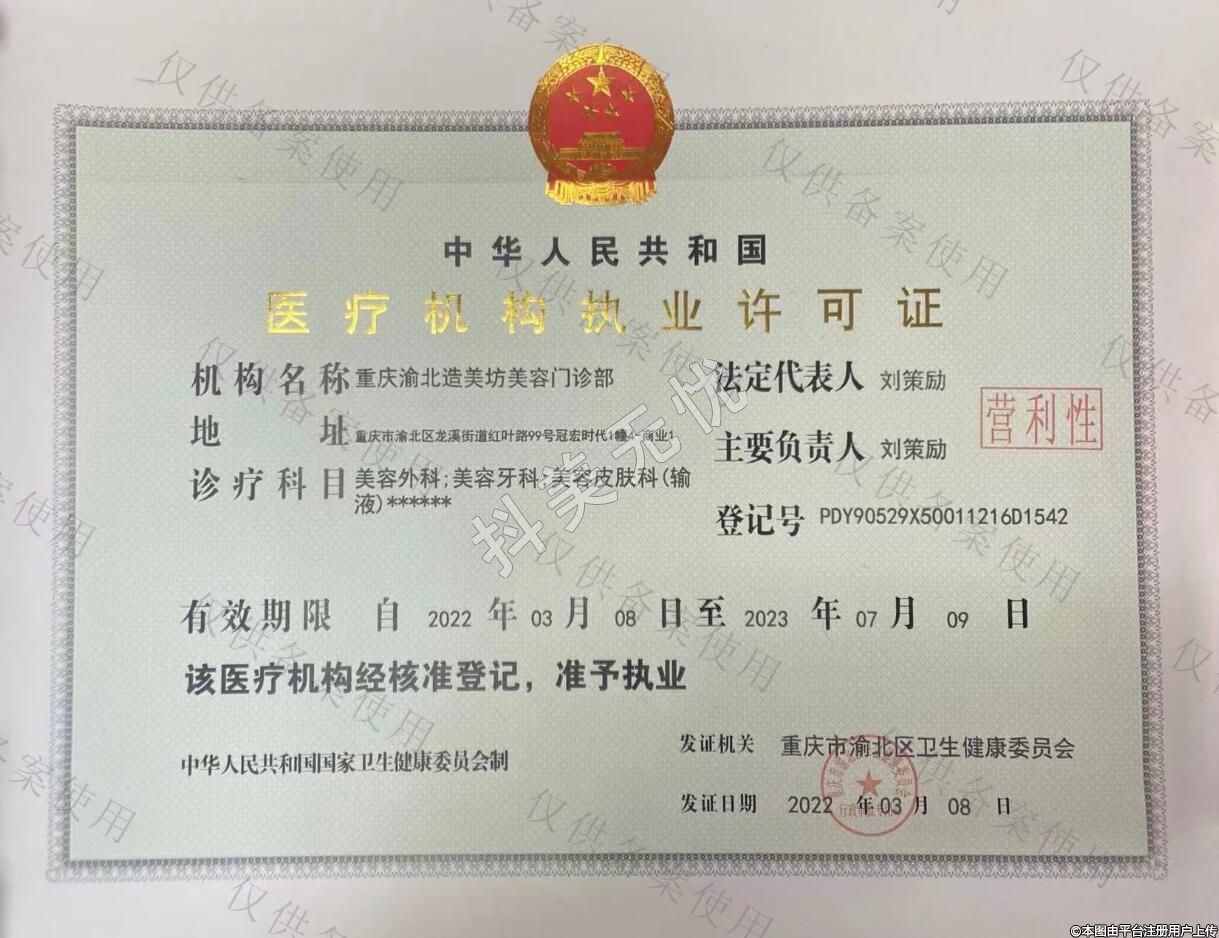 中华人民共和国
医疗机构执业许可证
机构名称 重庆渝北造美坊美容门诊部
法定代表人 刘策励
营利性
地址 重庆市渝北区龙溪街道红叶路99号冠宏时代1幢4-商业1
主要负责人 刘策励
诊疗科目 美容外科;美容牙科;美容皮肤科(输
液)******
登记号 PDY90529X50011216D1542
有效期限 自 2022 年 03 月 08 日至 2023 年 07 月 09 日
该医疗机构经核准登记，准予执业
中华人民共和国国家卫生健康委员会制
发证机关 重庆市渝北区卫生健康委员会
发证日期 2022 年 03 月 08 日
抖美无忧
仅供备案使用
©本图由平台注册用户上传